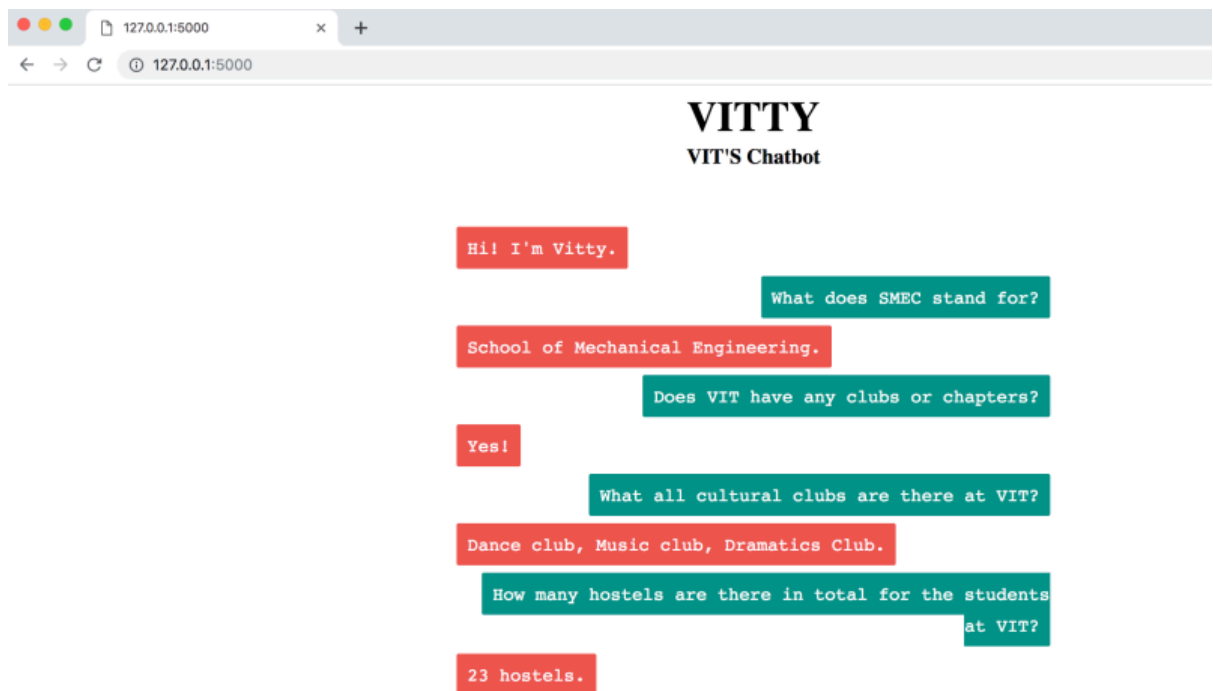 127.0.0.1:5000
127.0.0.1:5000
VITTY
VIT'S Chatbot
Hi! I'm Vitty.
What does SMEC stand for?
School of Mechanical Engineering.
Does VIT have any clubs or chapters?
Yes!
What all cultural clubs are there at VIT?
Dance club, Music club, Dramatics Club.
How many hostels are there in total for the students
at VIT?
23 hostels.